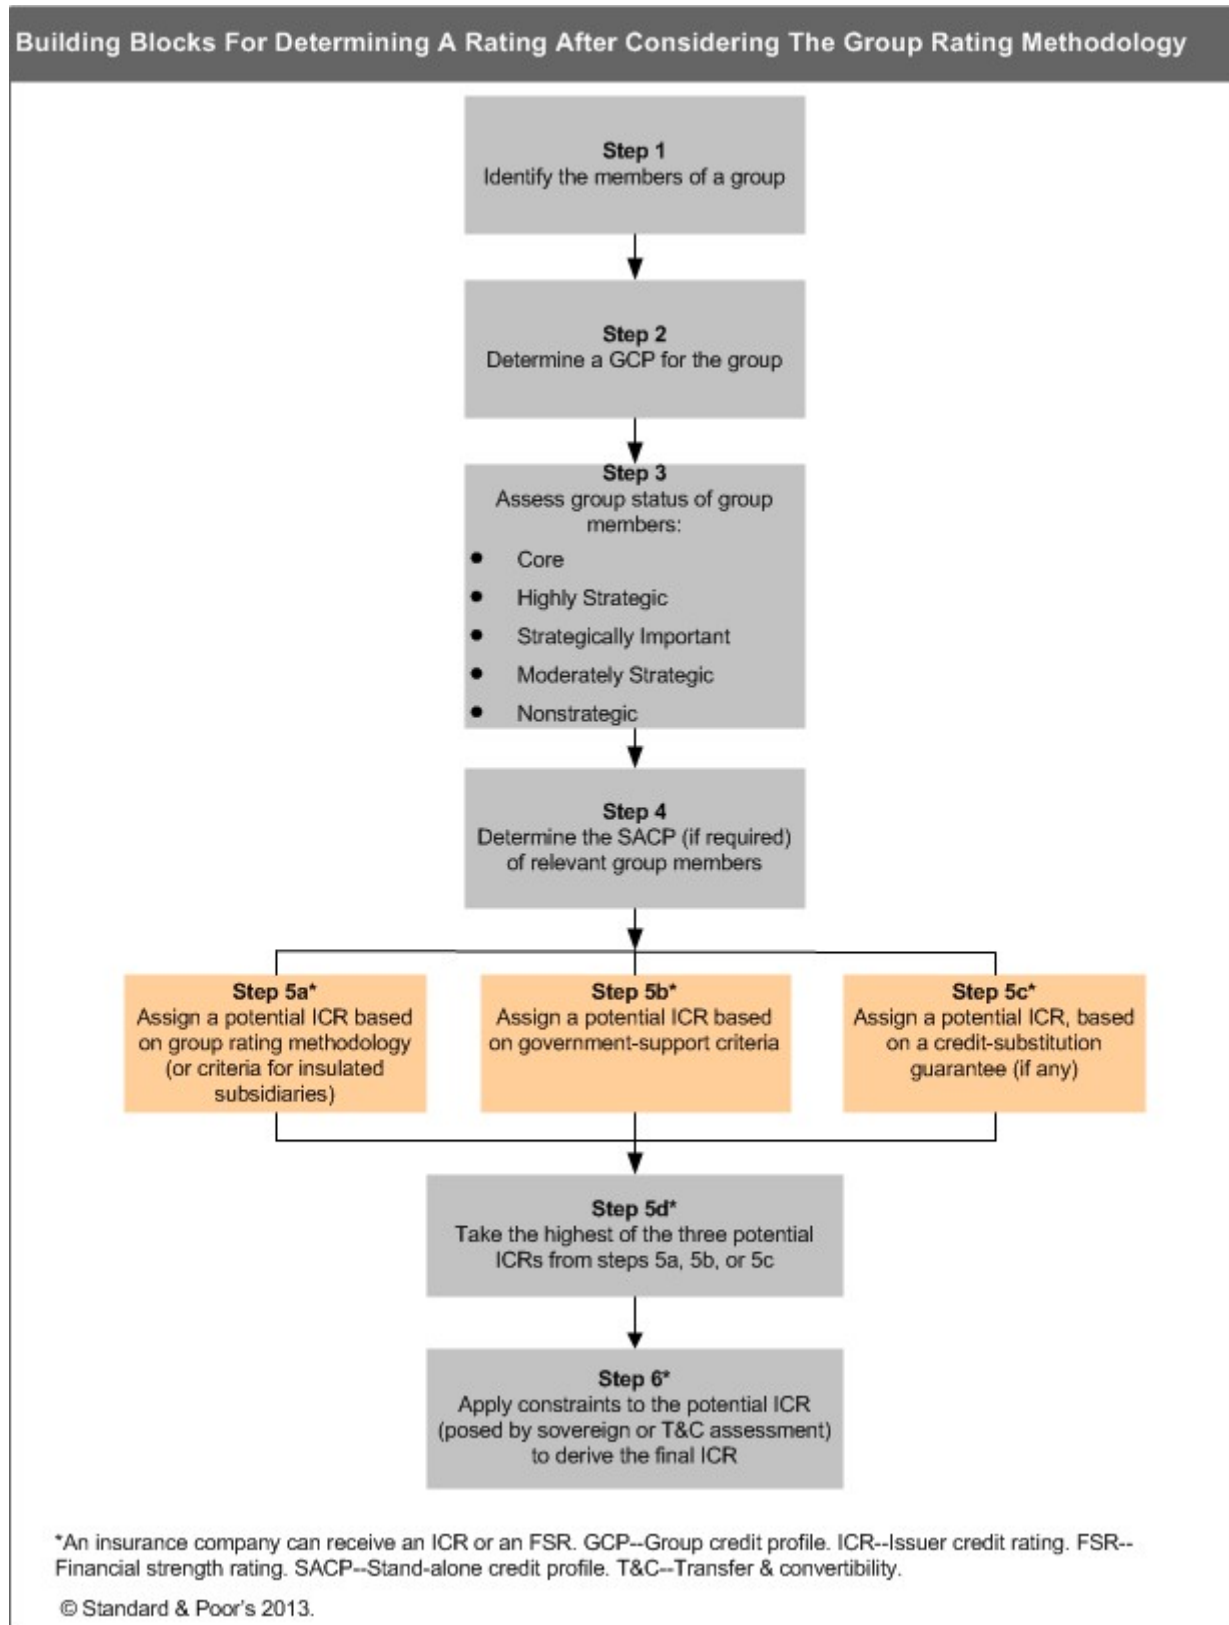 Building Blocks For Determining A Rating After Considering The Group Rating Methodology
Step 1
Identify the members of a group
Step 2
Determine a GCP for the group
Step 3
Assess group status of group
members:
● Core
● Highly Strategic
● Strategically Important
● Moderately Strategic
● Nonstrategic
Step 4
Determine the SACP (if required)
of relevant group members
Step 5a*
Assign a potential ICR based
on group rating methodology
(or criteria for insulated
subsidiaries)
Step 5b*
Assign a potential ICR based
on government-support criteria
Step 5c*
Assign a potential ICR, based
on a credit-substitution
guarantee (if any)
Step 5d*
Take the highest of the three potential
ICRs from steps 5a, 5b, or 5c
Step 6*
Apply constraints to the potential ICR
(posed by sovereign or T&C assessment)
to derive the final ICR
*An insurance company can receive an ICR or an FSR. GCP--Group credit profile. ICR--Issuer credit rating. FSR--
Financial strength rating. SACP--Stand-alone credit profile. T&C--Transfer & convertibility.
© Standard & Poor's 2013.